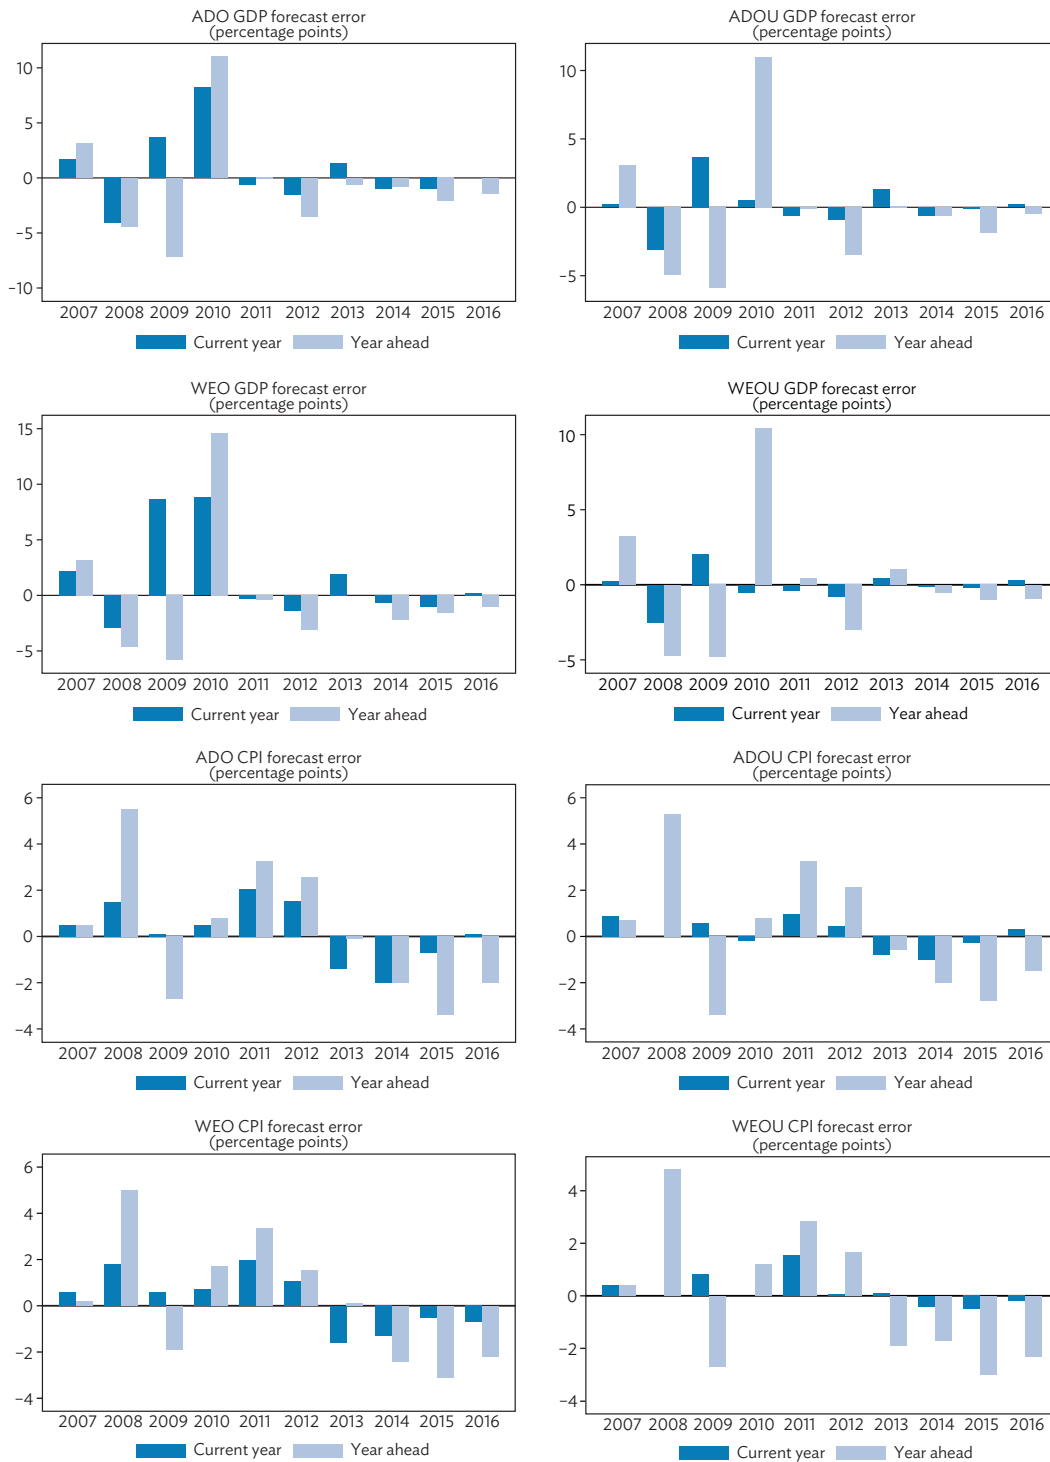 ADO GDP forecast error
(percentage points)
10
5
0
−5
−10
2007 2008 2009 2010 2011 2012 2013 2014 2015 2016
Current year Year ahead
ADOU GDP forecast error
(percentage points)
10
5
0
−5
2007 2008 2009 2010 2011 2012 2013 2014 2015 2016
Current year Year ahead
WEO GDP forecast error
(percentage points)
15
10
5
0
−5
2007 2008 2009 2010 2011 2012 2013 2014 2015 2016
Current year Year ahead
WEOU GDP forecast error
(percentage points)
10
5
0
−5
2007 2008 2009 2010 2011 2012 2013 2014 2015 2016
Current year Year ahead
ADO CPI forecast error
(percentage points)
6
4
2
0
−2
−4
2007 2008 2009 2010 2011 2012 2013 2014 2015 2016
Current year Year ahead
ADOU CPI forecast error
(percentage points)
6
4
2
0
−2
−4
2007 2008 2009 2010 2011 2012 2013 2014 2015 2016
Current year Year ahead
WEO CPI forecast error
(percentage points)
6
4
2
0
−2
−4
2007 2008 2009 2010 2011 2012 2013 2014 2015 2016
Current year Year ahead
WEOU CPI forecast error
(percentage points)
4
2
0
−2
−4
2007 2008 2009 2010 2011 2012 2013 2014 2015 2016
Current year Year ahead